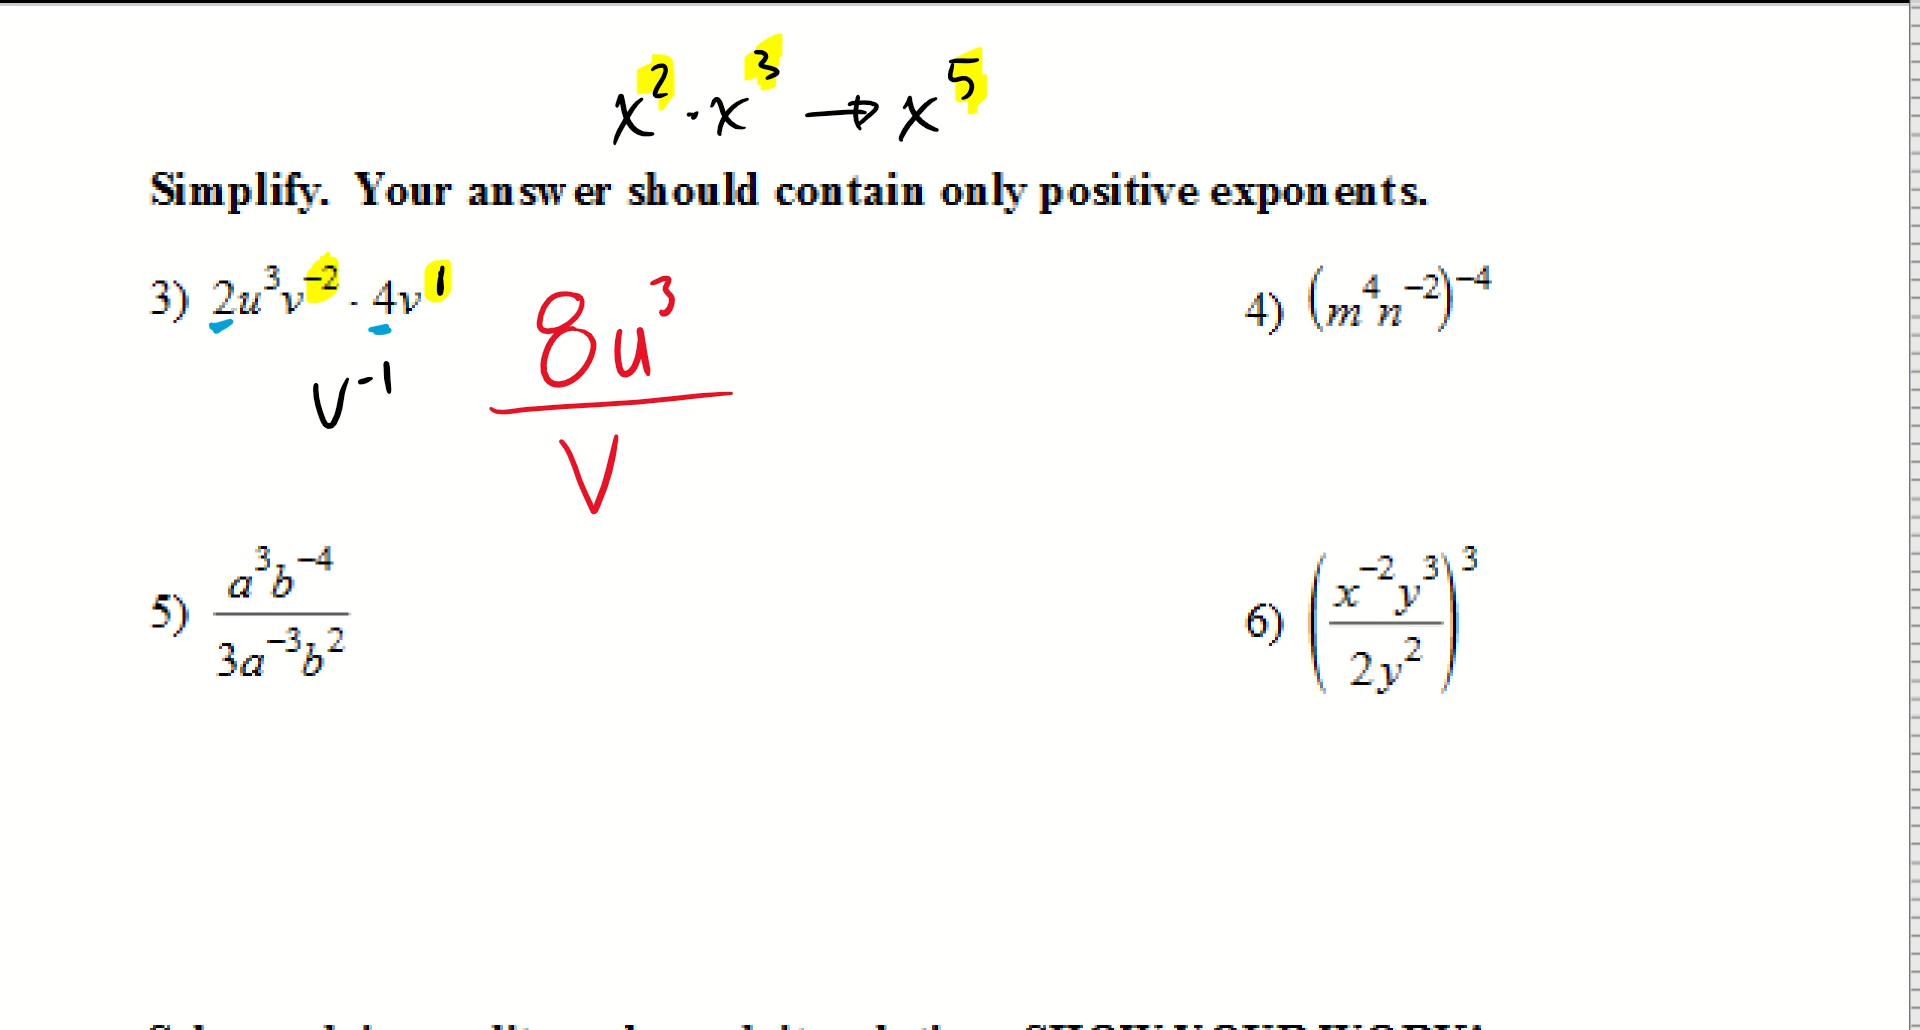 x² · x³ → x⁵
Simplify. Your answer should contain only positive exponents.
3) 2u³v⁻² · 4v¹
v⁻¹
8u³
v
4) (m⁴n⁻²)⁻⁴
5) a³b⁻⁴
3a⁻³b²
6) (x⁻²y³
2y²)³